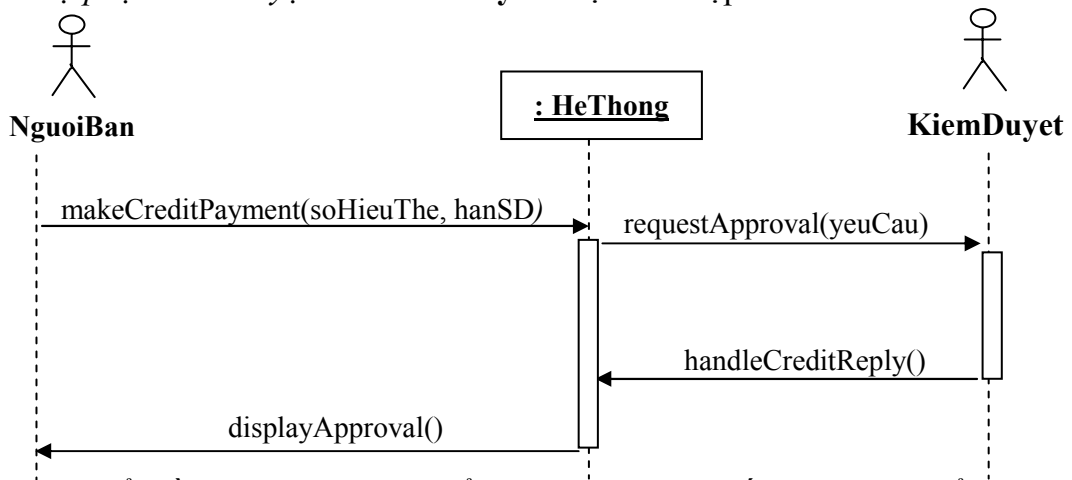 : HeThong
NguoiBan
KiemDuyet
makeCreditPayment(soHieuThe, hanSD)
requestApproval(yeuCau)
handleCreditReply()
displayApproval()